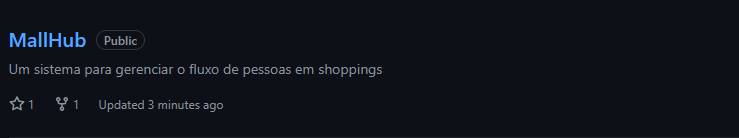 MallHub Public
Um sistema para gerenciar o fluxo de pessoas em shoppings
1 1 Updated 3 minutes ago